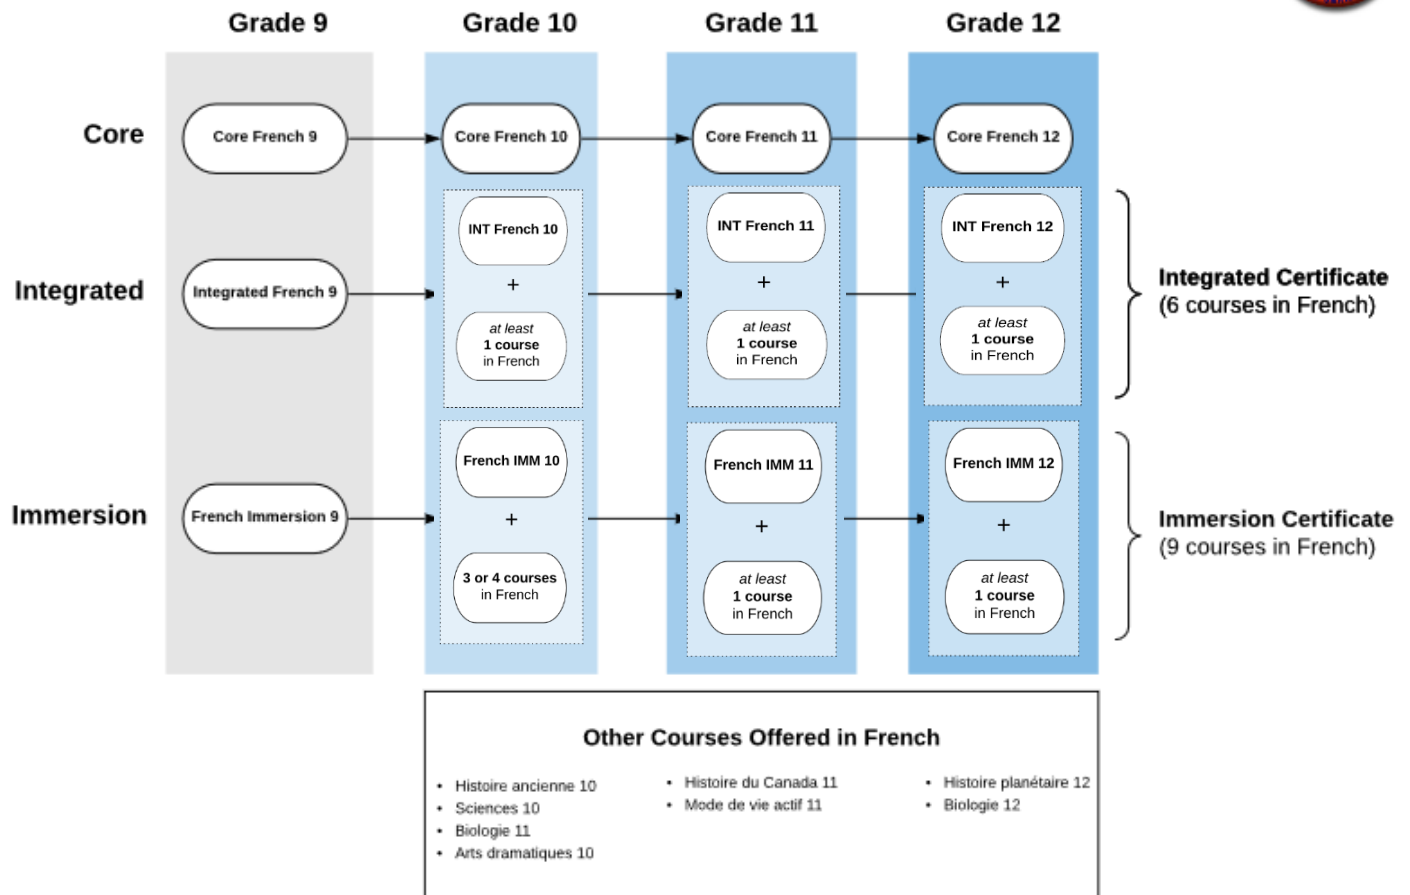 Grade 9
Grade 10
Grade 11
Grade 12
Core
Core French 9
Core French 10
Core French 11
Core French 12
Integrated
Integrated French 9
INT French 10
+
at least
1 course
in French
INT French 11
+
at least
1 course
in French
INT French 12
+
at least
1 course
in French
Integrated Certificate
(6 courses in French)
Immersion
French Immersion 9
French IMM 10
+
3 or 4 courses
in French
French IMM 11
+
at least
1 course
in French
French IMM 12
+
at least
1 course
in French
Immersion Certificate
(9 courses in French)
Other Courses Offered in French
• Histoire ancienne 10
• Sciences 10
• Biologie 11
• Arts dramatiques 10
• Histoire du Canada 11
• Mode de vie actif 11
• Histoire planétaire 12
• Biologie 12